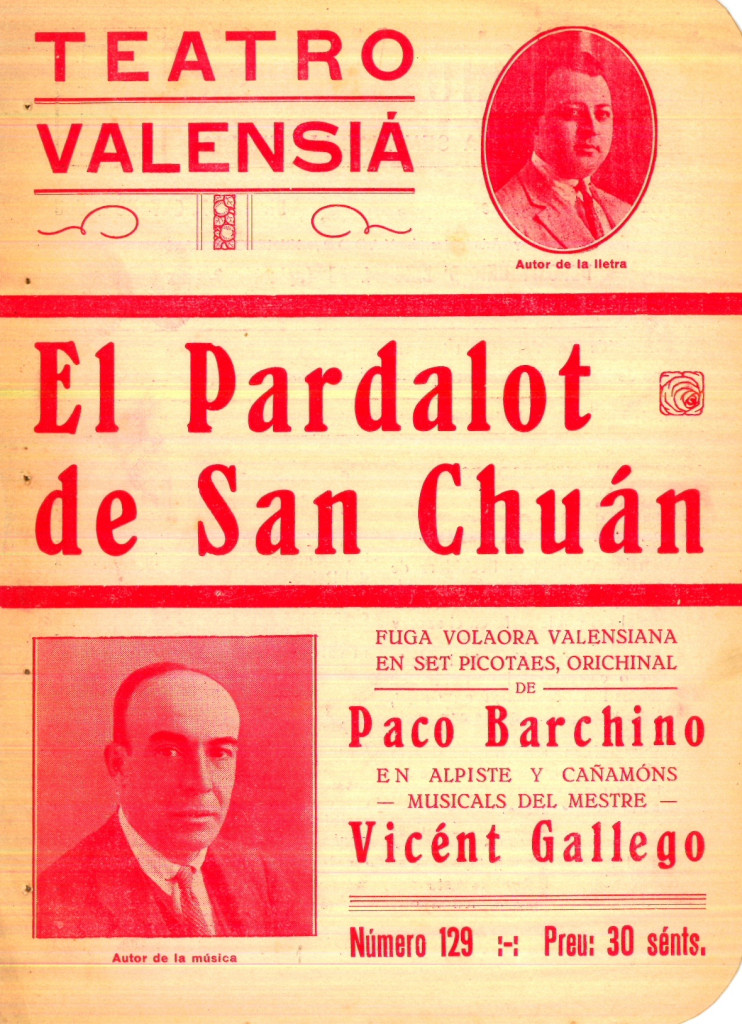 TEATRO
VALENSIÁ
Autor de la lletra
El Pardalot
de San Chuán
FUGA VOLAORA VALENSIANA
EN SET PICOTAES, ORICHINAL
DE
Paco Barchino
EN ALPISTE Y CAÑAMÓNS
— MUSICALS DEL MESTRE —
Vicént Gallego
Número 129 :-: Preu: 30 sénts.
Autor de la música